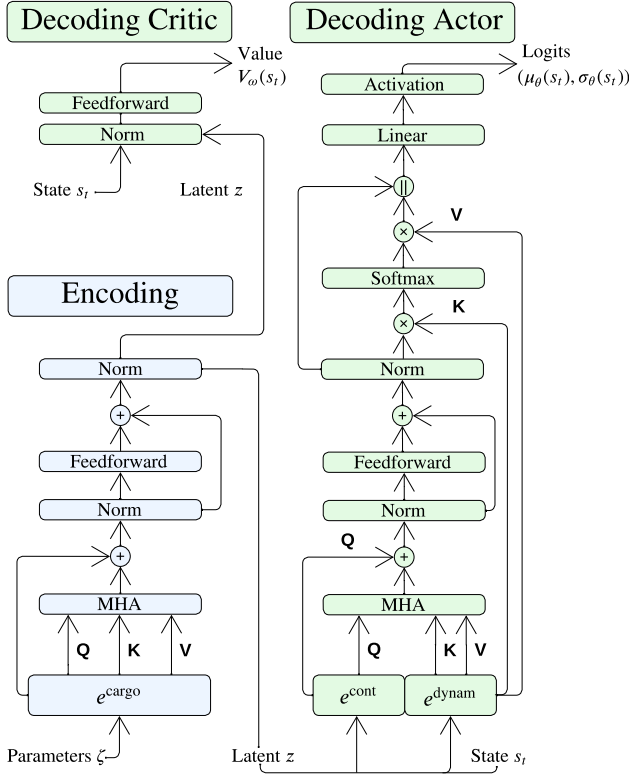 Decoding Critic
Value
V_ω(s_t)
Feedforward
Norm
State s_t
Latent z
Encoding
Norm
+
Feedforward
Norm
+
MHA
Q
K
V
e^cargo
Parameters ζ
Decoding Actor
Logits
(μ_θ(s_t), σ_θ(s_t))
Activation
Linear
||
V
×
Softmax
K
×
Norm
+
Feedforward
Norm
Q
+
MHA
Q
K
V
e^cont
e^dynam
Latent z
State s_t